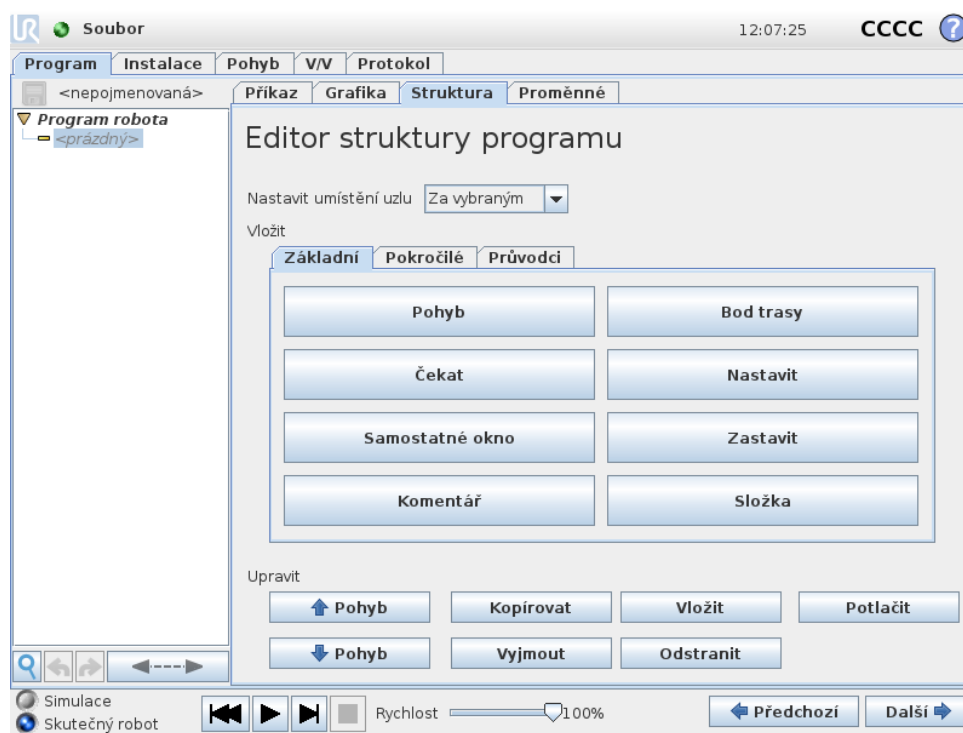 UR Soubor 12:07:25 CCCC ?
Program Instalace Pohyb V/V Protokol
<nepojmenovaná> Příkaz Grafika Struktura Proměnné
Program robota
<prázdný>
Editor struktury programu
Nastavit umístění uzlu Za vybraným
Vložit
Základní Pokročilé Průvodci
Pohyb Bod trasy
Čekat Nastavit
Samostatné okno Zastavit
Komentář Složka
Upravit
Pohyb Kopírovat Vložit Potlačit
Pohyb Vyjmout Odstranit
Simulace
Skutečný robot
Rychlost 100% Předchozí Další